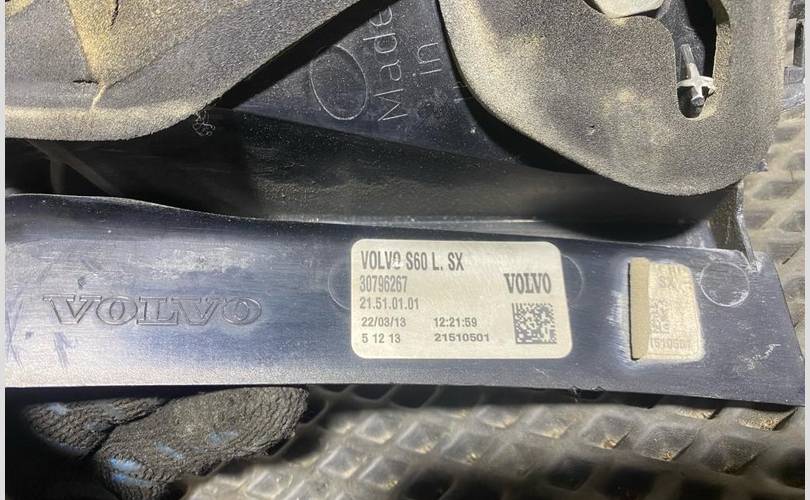 Made
in
VOLVO
VOLVO S60 L. SX
30796267
VOLVO
21.51.01.01
22/03/13 12:21:59
5 12 13 21510501